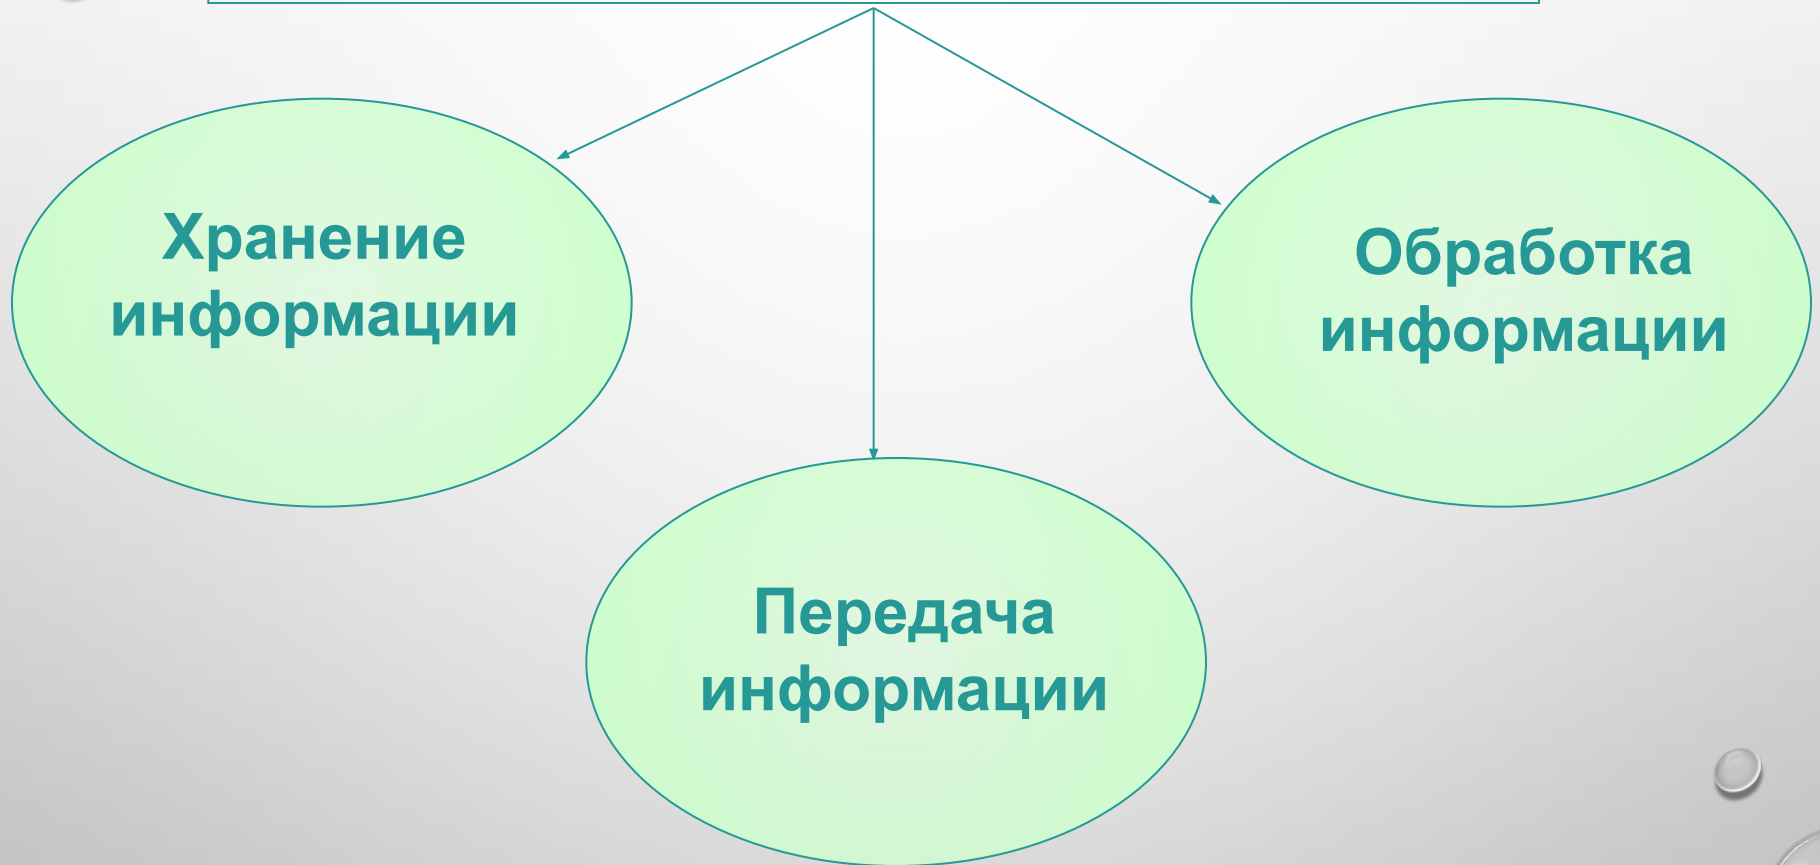 Хранение
информации
Обработка
информации
Передача
информации